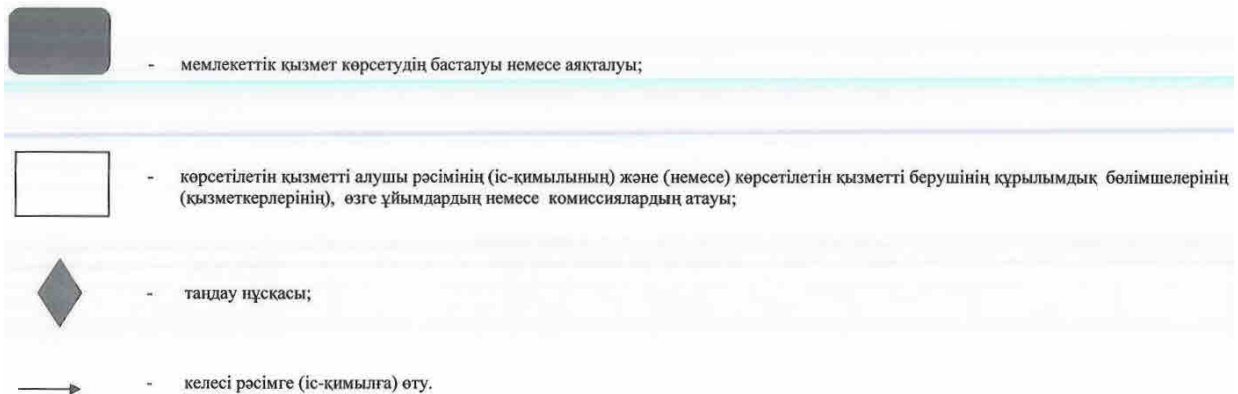 - мемлекеттік қызмет көрсетудің басталуы немесе аяқталуы;
- көрсетілетін қызметті алушы рәсімінің (іс-қимылының) және (немесе) көрсетілетін қызметті берушінің құрылымдық бөлімшелерінің
(қызметкерлерінің), өзге ұйымдардың немесе комиссиялардың атауы;
- таңдау нұсқасы;
- келесі рәсімге (іс-қимылға) өту.